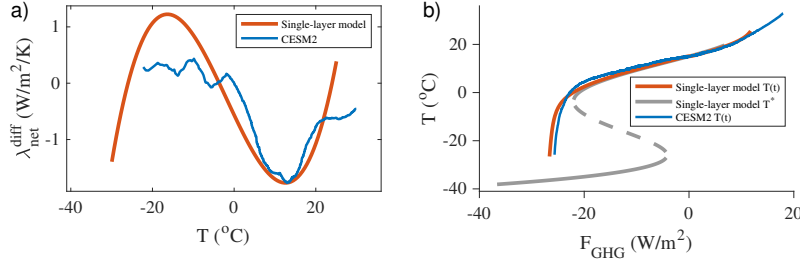 a)
λ_net^diff (W/m²/K)
1
0
-1
-40
-20
0
20
T (°C)
Single-layer model
CESM2
b)
T (°C)
20
0
-20
-40
-40
-20
0
F_GHG (W/m²)
Single-layer model T(t)
Single-layer model T*
CESM2 T(t)